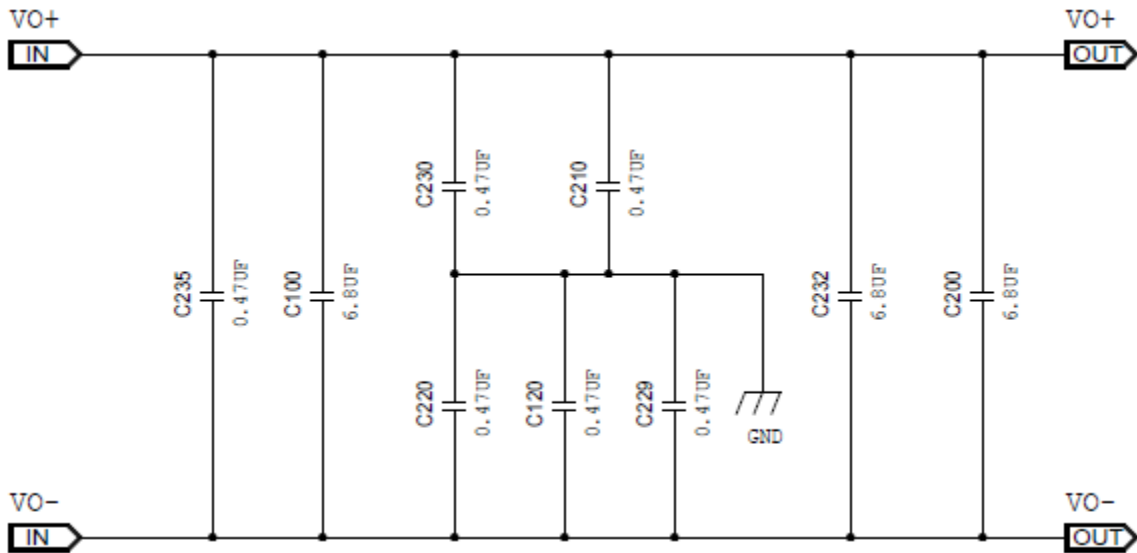 VO+
VO+
IN
OUT
C230
0.47UF
C210
0.47UF
C235
0.47UF
C100
6.8UF
C232
6.8UF
C200
6.8UF
C220
0.47UF
C120
0.47UF
C229
0.47UF
GND
VO-
VO-
IN
OUT